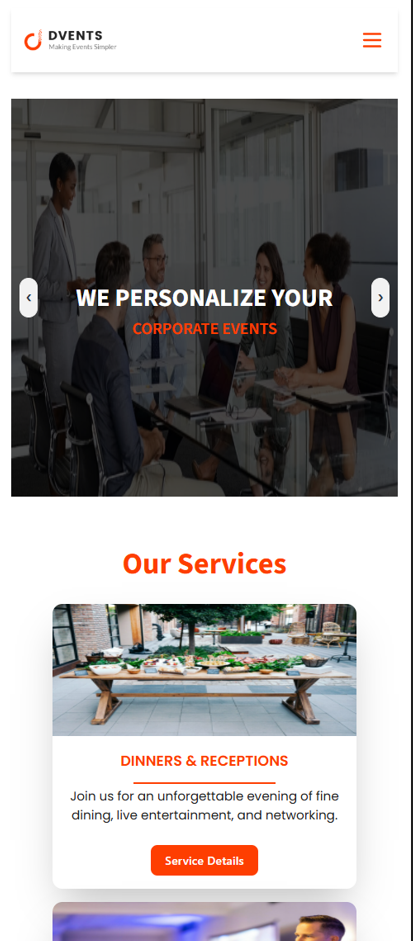 DVENTS
Making Events Simpler
‹
WE PERSONALIZE YOUR
›
CORPORATE EVENTS
Our Services
DINNERS & RECEPTIONS
Join us for an unforgettable evening of fine
dining, live entertainment, and networking.
Service Details